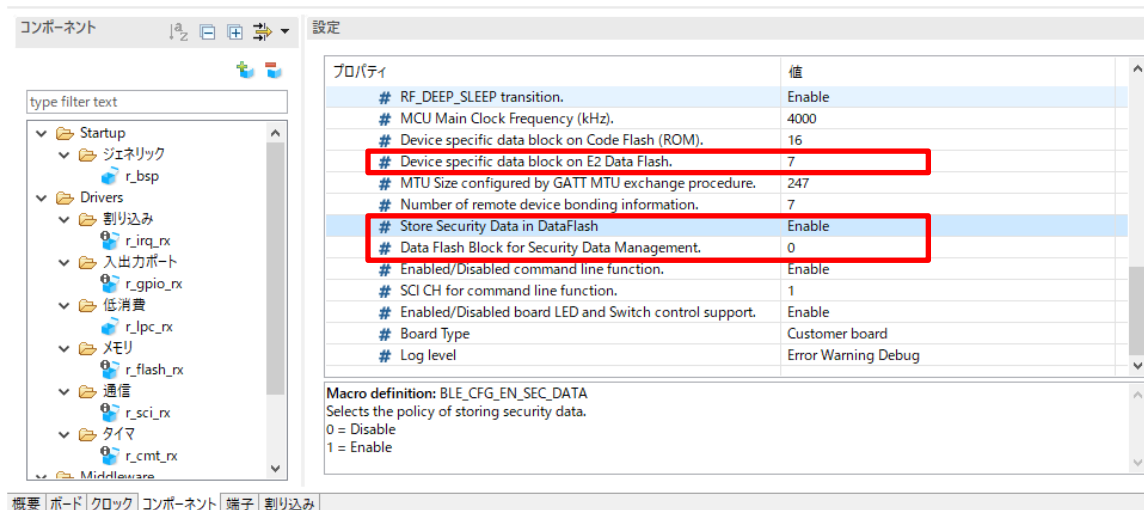 コンポーネント
設定
type filter text
Startup
ジェネリック
r_bsp
Drivers
割り込み
r_irq_rx
入出力ポート
r_gpio_rx
低消費
r_lpc_rx
メモリ
r_flash_rx
通信
r_sci_rx
タイマ
r_cmt_rx
Middleware
プロパティ 値
# RF_DEEP_SLEEP transition. Enable
# MCU Main Clock Frequency (kHz). 4000
# Device specific data block on Code Flash (ROM). 16
# Device specific data block on E2 Data Flash. 7
# MTU Size configured by GATT MTU exchange procedure. 247
# Number of remote device bonding information. 7
# Store Security Data in DataFlash Enable
# Data Flash Block for Security Data Management. 0
# Enabled/Disabled command line function. Enable
# SCI CH for command line function. 1
# Enabled/Disabled board LED and Switch control support. Enable
# Board Type Customer board
# Log level Error Warning Debug
Macro definition: BLE_CFG_EN_SEC_DATA
Selects the policy of storing security data.
0 = Disable
1 = Enable
概要 ボード クロック コンポーネント 端子 割り込み